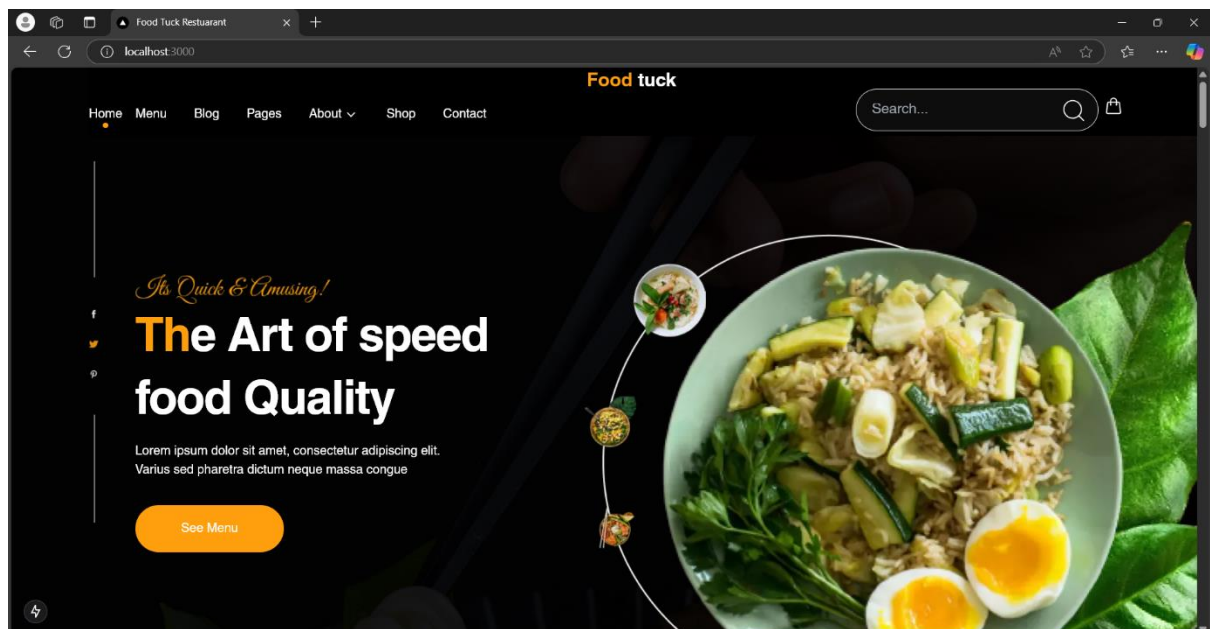 Food Tuck Restuarant
localhost:3000
Food tuck
Home Menu Blog Pages About Shop Contact
Search...
Its Quick & Amusing!
The Art of speed
food Quality
Lorem ipsum dolor sit amet, consectetur adipiscing elit.
Varius sed pharetra dictum neque massa congue
See Menu